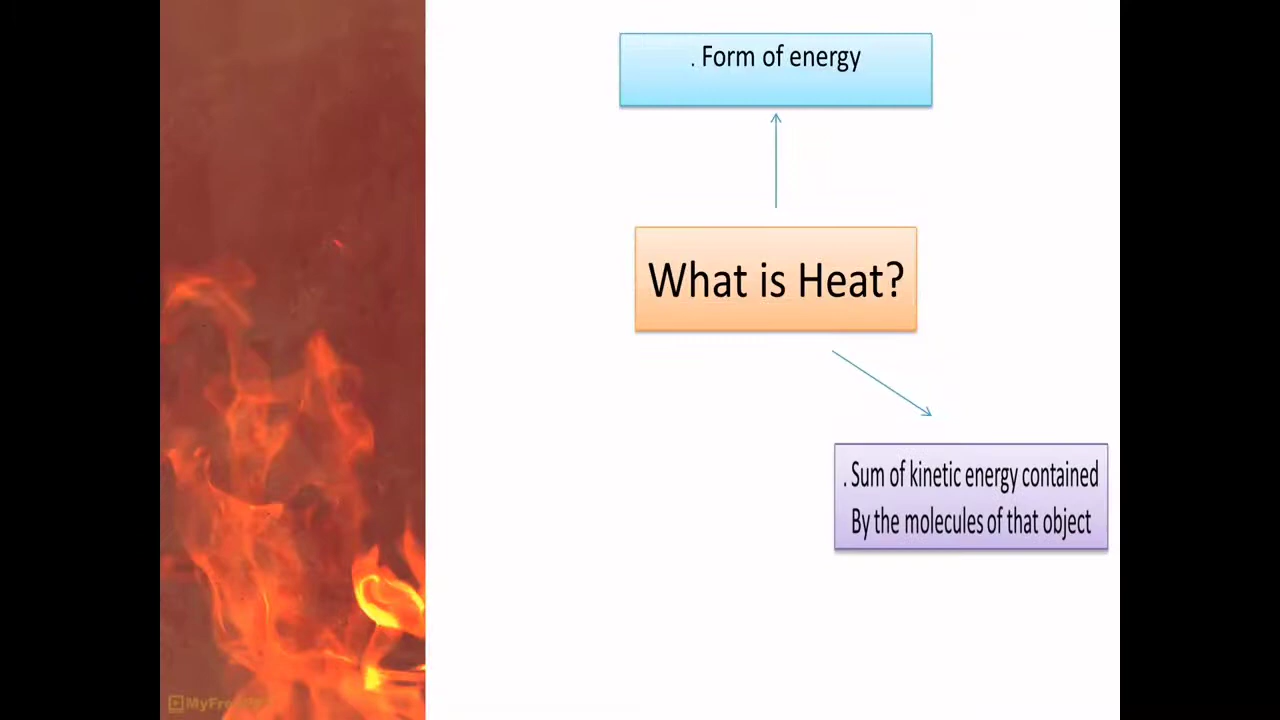 . Form of energy
What is Heat?
. Sum of kinetic energy contained
By the molecules of that object